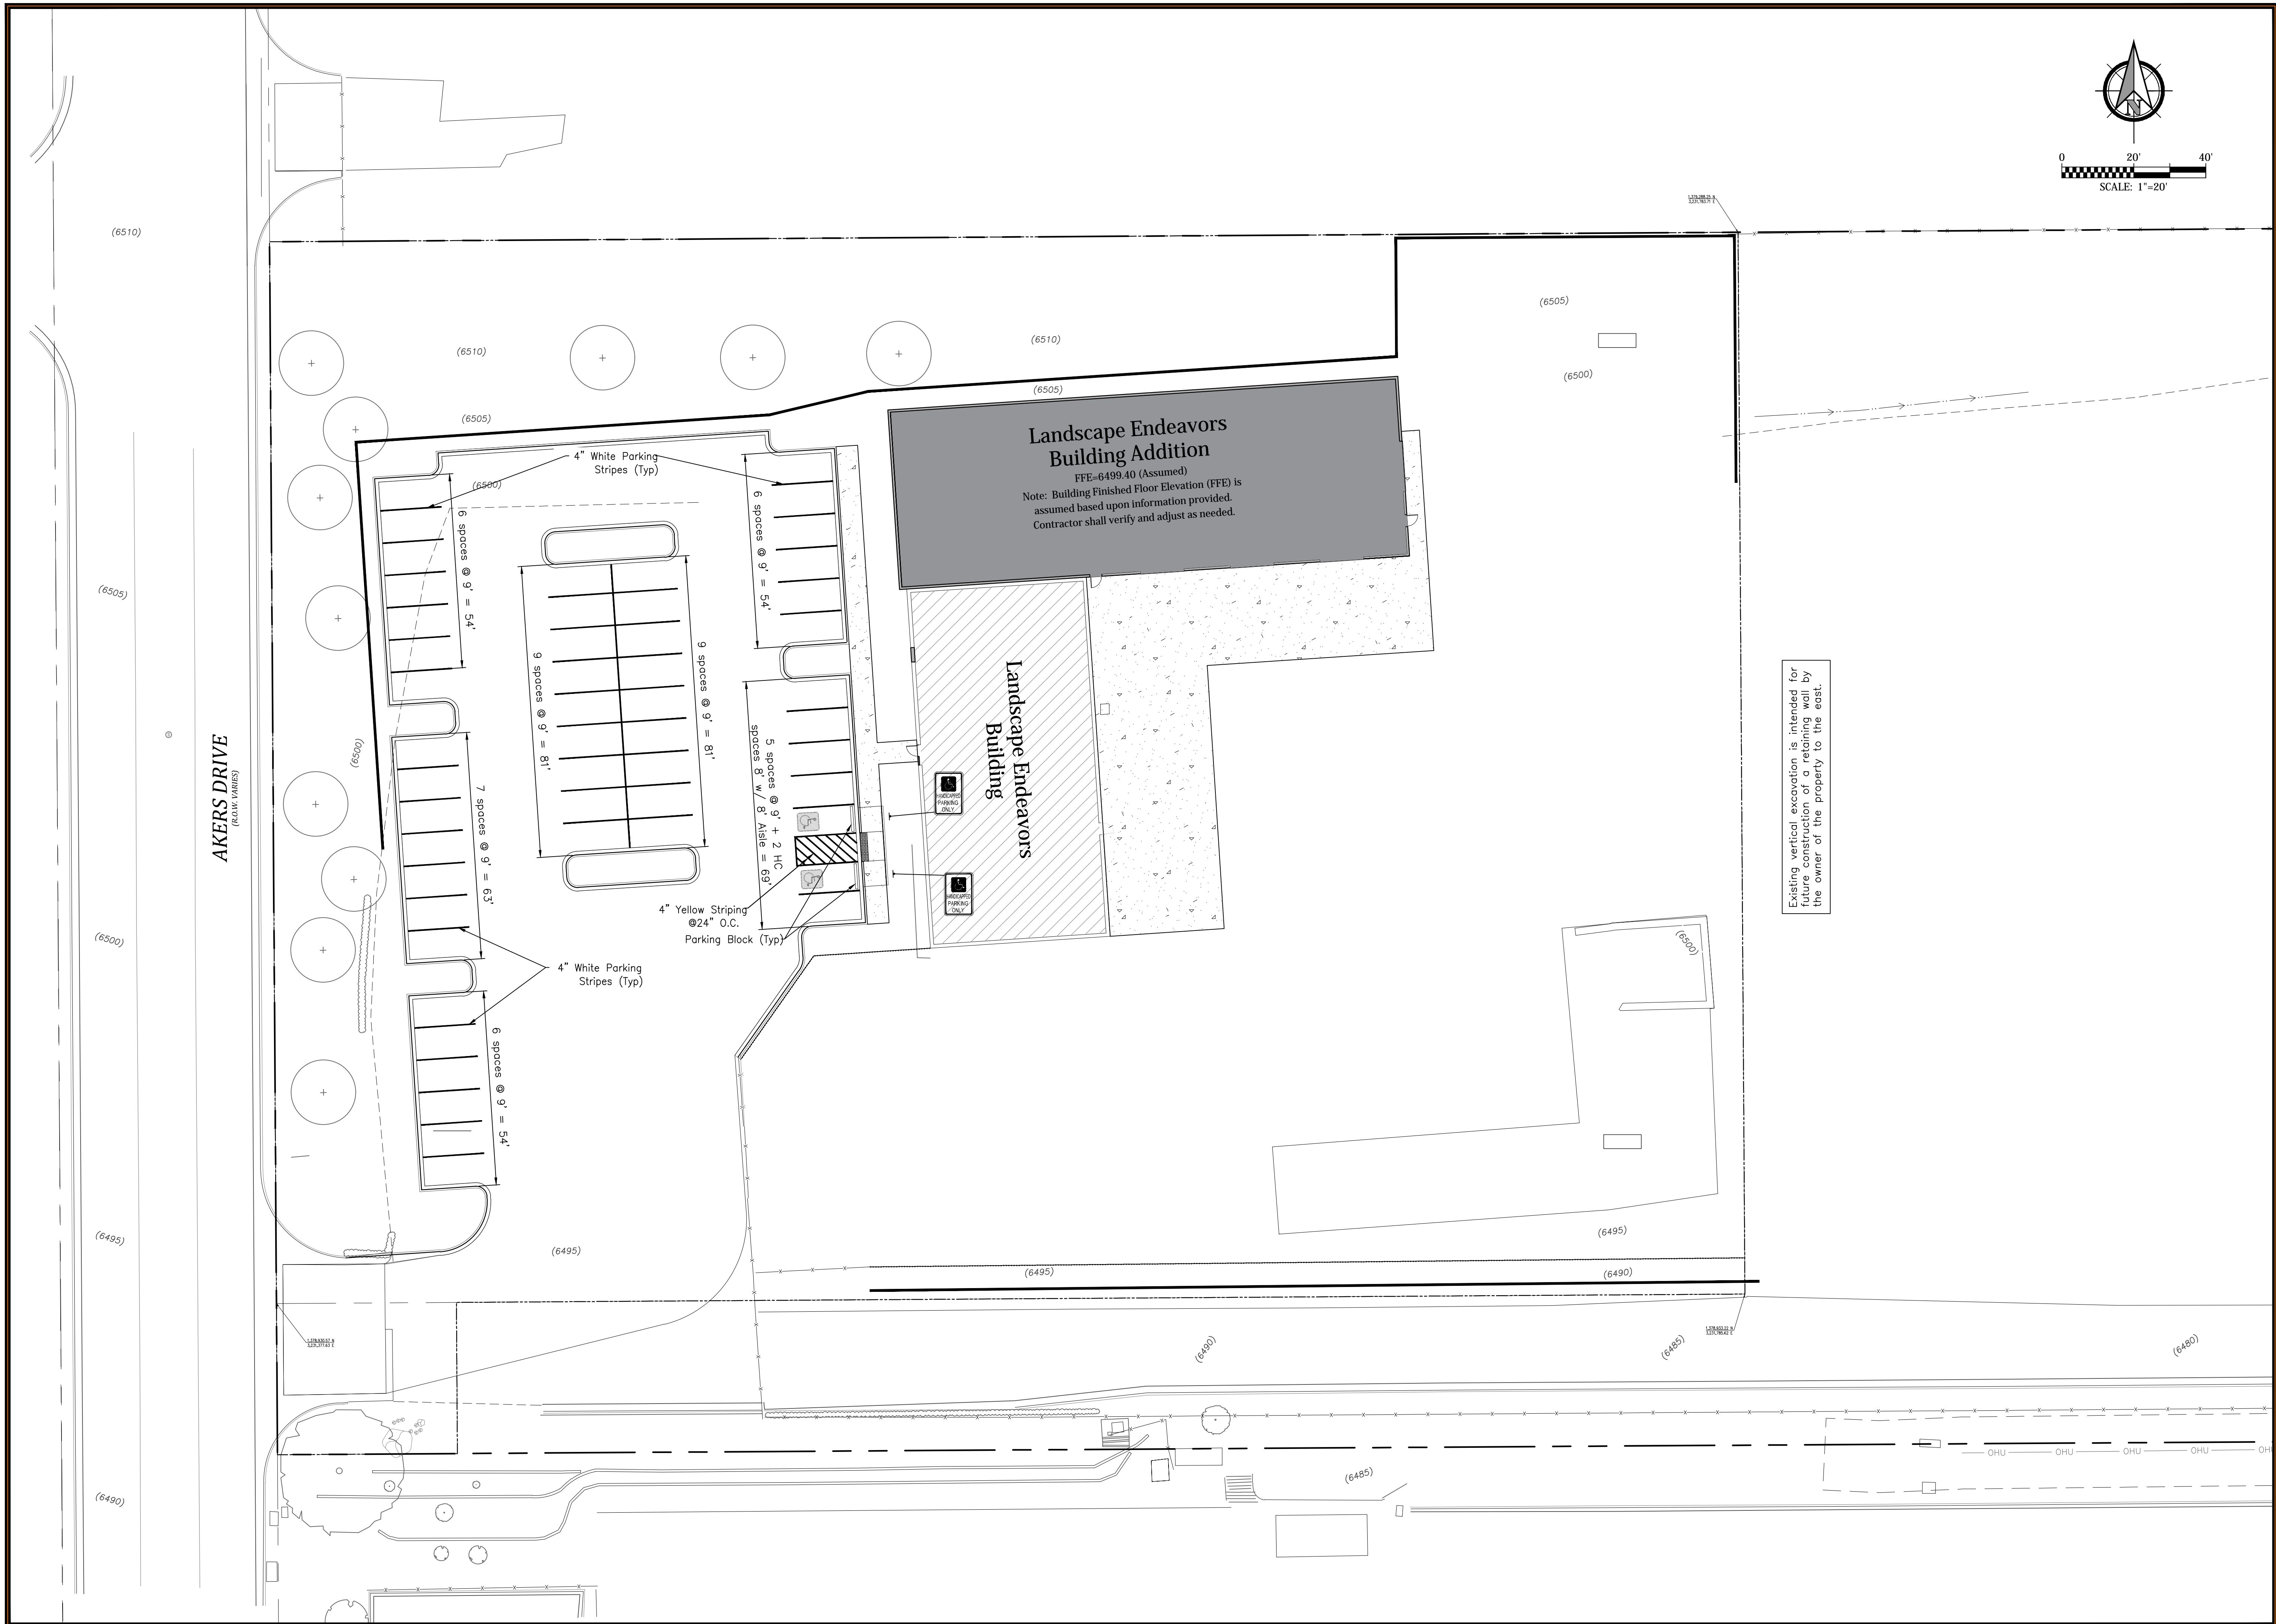 N
0 20' 40'
SCALE: 1"=20'
(6510)
(6510)
(6510)
(6505)
(6505)
(6505)
(6500)
(6500)
4" White Parking
Stripes (Typ)
6 spaces @ 9' = 54'
6 spaces @ 9' = 54'
Landscape Endeavors
Building Addition
FFE=6499.40 (Assumed)
Note: Building Finished Floor Elevation (FFE) is
assumed based upon information provided.
Contractor shall verify and adjust as needed.
(6505)
9 spaces @ 9' = 81'
9 spaces @ 9' = 81'
Landscape Endeavors
Building
AKERS DRIVE
(R.O.W. VARIES)
S
(6500)
7 spaces @ 9' = 63'
5 spaces @ 9' + 2 HC
spaces 8' w/ 8' Aisle = 69'
HANDICAPPED
PARKING
ONLY
HANDICAPPED
PARKING
ONLY
Existing vertical excavation is intended for
future construction of a retaining wall by
the owner of the property to the east.
4" Yellow Striping
@24" O.C.
Parking Block (Typ)
(6500)
(6500)
4" White Parking
Stripes (Typ)
6 spaces @ 9' = 54'
(6495)
(6495)
(6495)
(6495)
(6490)
(6490)
(6485)
(6480)
OHU OHU OHU OHU OH
(6485)
(6490)